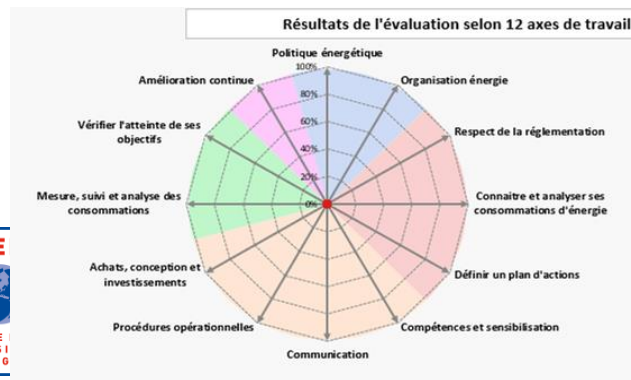 Résultats de l'évaluation selon 12 axes de travail
Politique énergétique
100%
Amélioration continue
Organisation énergie
80%
Vérifier l'atteinte de ses
objectifs
Respect de la réglementation
60%
40%
20%
Mesure, suivi et analyse des
consommations
0%
Connaitre et analyser ses
consommations d'énergie
Achats, conception et
investissements
Définir un plan d'actions
Procédures opérationnelles
Compétences et sensibilisation
Communication